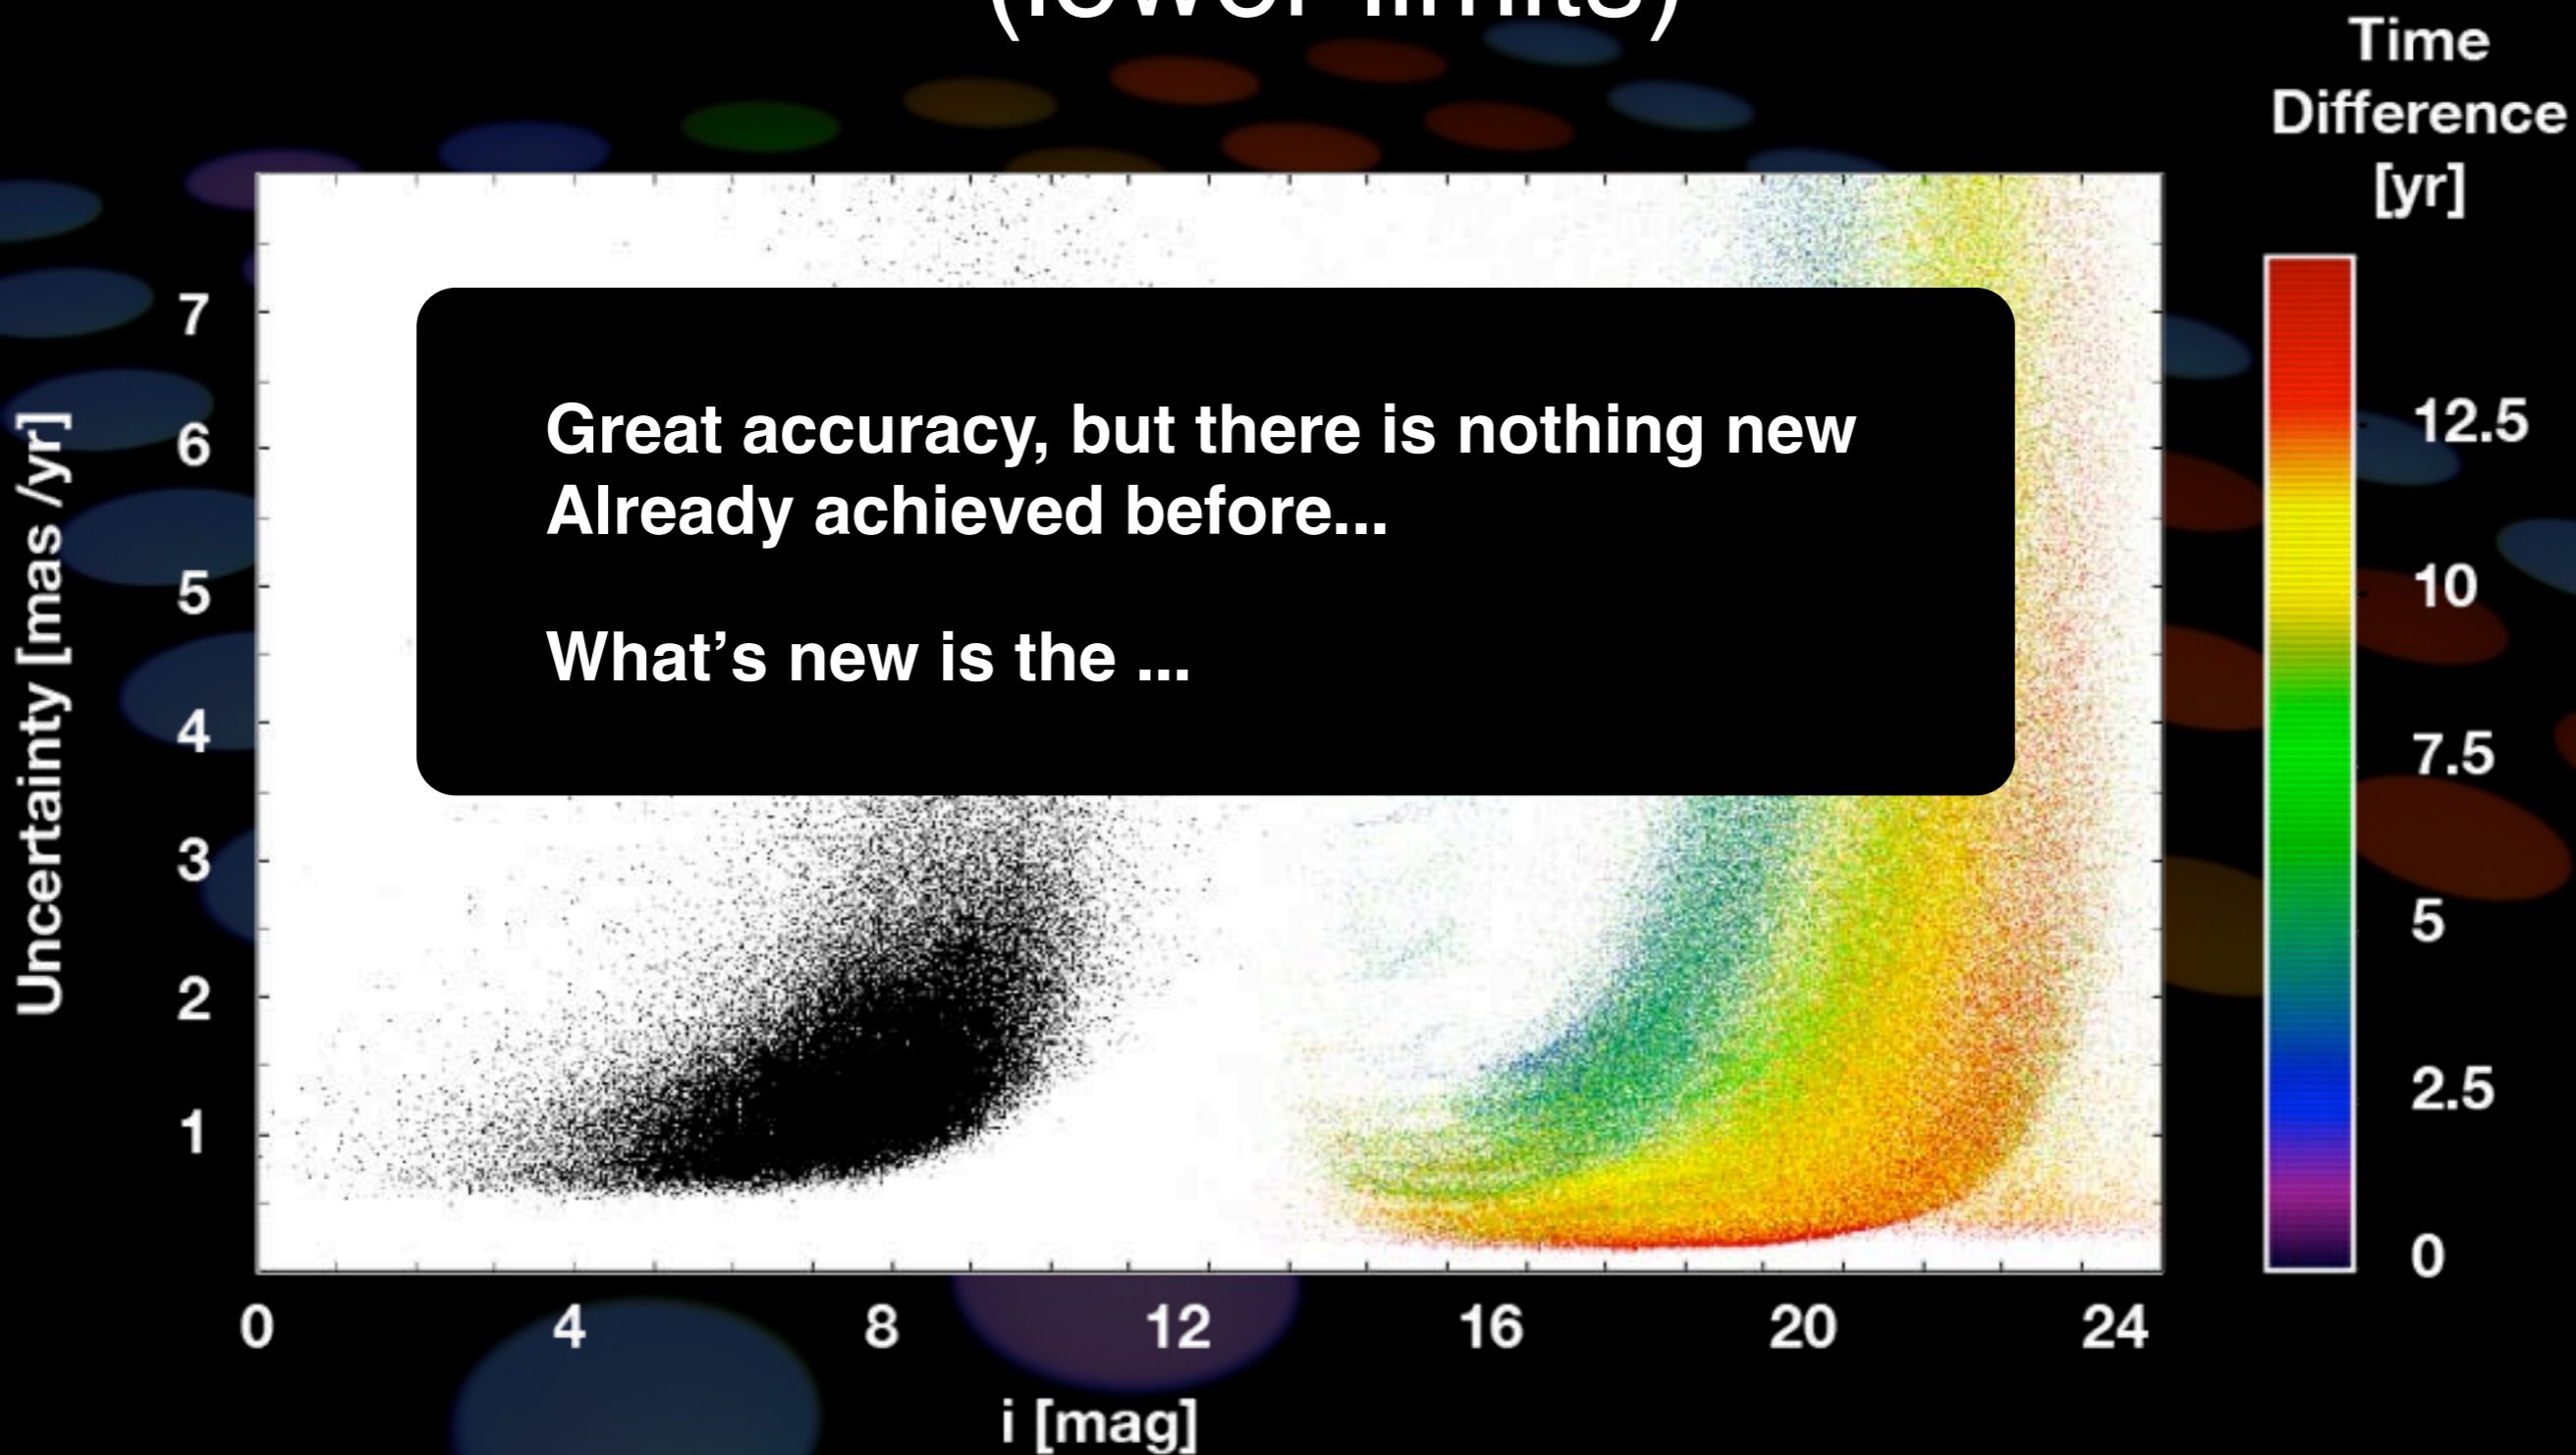 (lower limits)
Time
Difference
[yr]
Great accuracy, but there is nothing new
Already achieved before...
What’s new is the ...
Uncertainty [mas /yr]
7
6
5
4
3
2
1
0
4
8
12
16
20
24
i [mag]
12.5
10
7.5
5
2.5
0